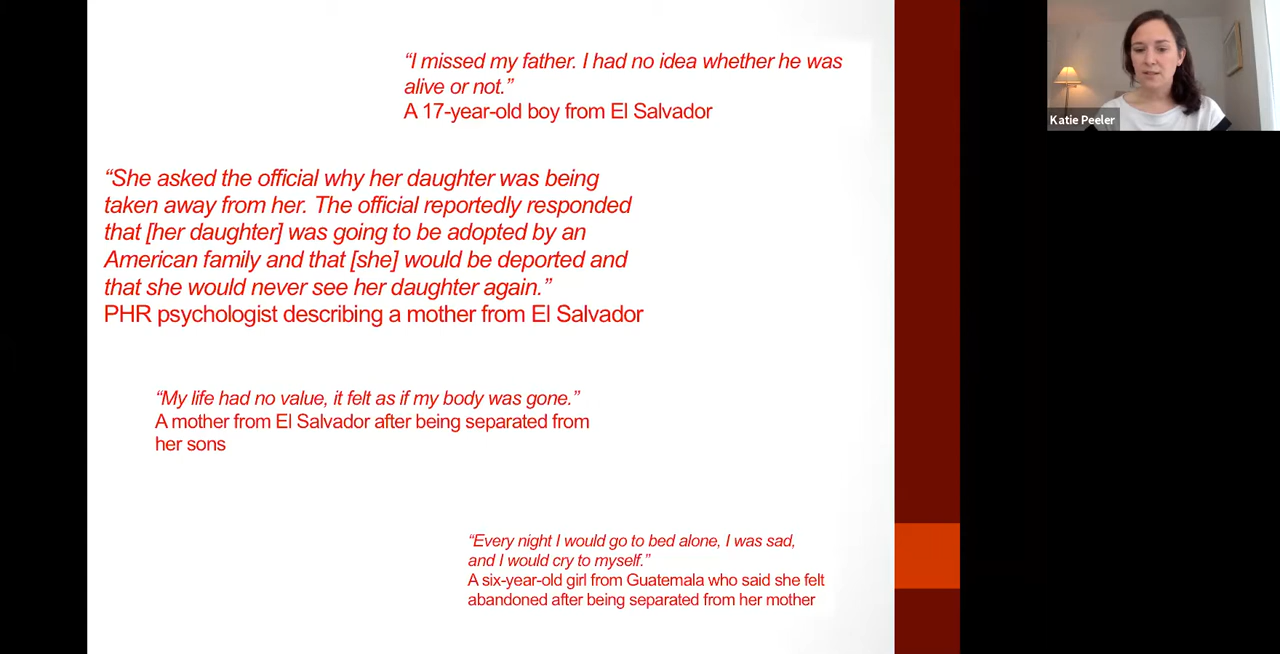 “I missed my father. I had no idea whether he was
alive or not.”
A 17-year-old boy from El Salvador
Katie Peeler
“She asked the official why her daughter was being
taken away from her. The official reportedly responded
that [her daughter] was going to be adopted by an
American family and that [she] would be deported and
that she would never see her daughter again.”
PHR psychologist describing a mother from El Salvador
“My life had no value, it felt as if my body was gone.”
A mother from El Salvador after being separated from
her sons
“Every night I would go to bed alone, I was sad,
and I would cry to myself.”
A six-year-old girl from Guatemala who said she felt
abandoned after being separated from her mother